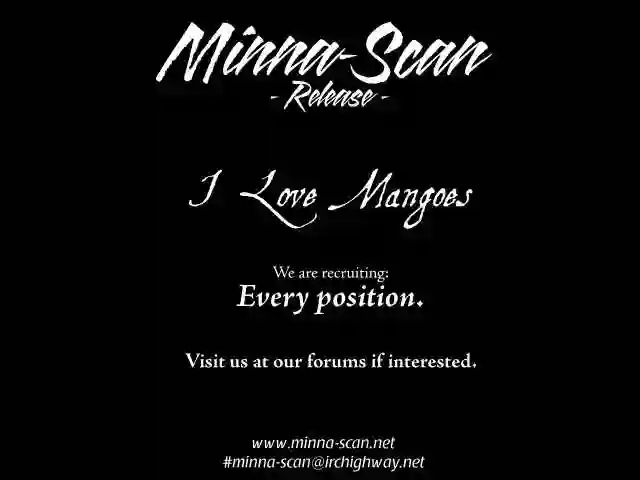 Minna-Scan
- Release -
I Love Mangoes
We are recruiting:
Every position.
Visit us at our forums if interested.
www.minna-scan.net
#minna-scan@irchighway.net